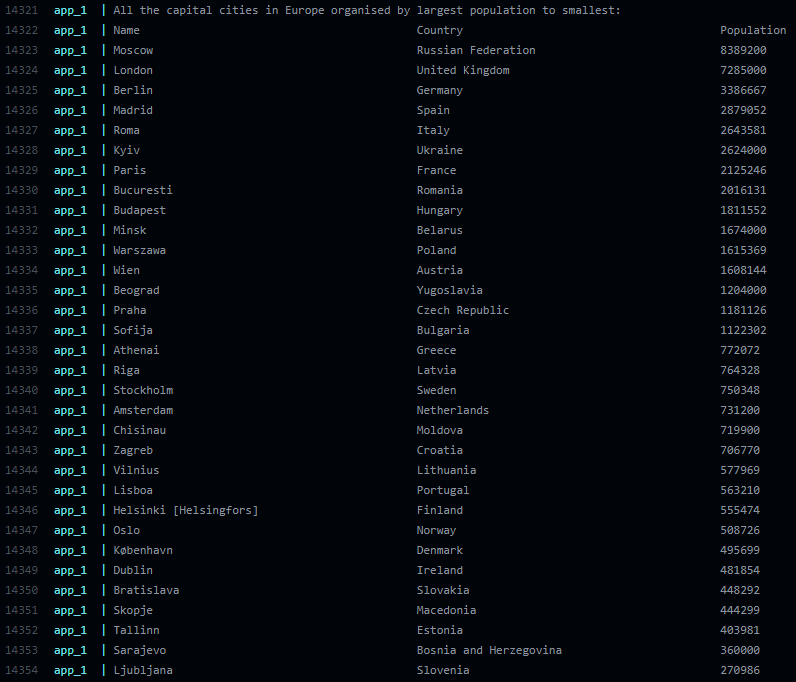 14321 app_1 | All the capital cities in Europe organised by largest population to smallest:
14322 app_1 | Name Country Population
14323 app_1 | Moscow Russian Federation 8389200
14324 app_1 | London United Kingdom 7285000
14325 app_1 | Berlin Germany 3386667
14326 app_1 | Madrid Spain 2879052
14327 app_1 | Roma Italy 2643581
14328 app_1 | Kyiv Ukraine 2624000
14329 app_1 | Paris France 2125246
14330 app_1 | Bucuresti Romania 2016131
14331 app_1 | Budapest Hungary 1811552
14332 app_1 | Minsk Belarus 1674000
14333 app_1 | Warszawa Poland 1615369
14334 app_1 | Wien Austria 1608144
14335 app_1 | Beograd Yugoslavia 1204000
14336 app_1 | Praha Czech Republic 1181126
14337 app_1 | Sofija Bulgaria 1122302
14338 app_1 | Athenai Greece 772072
14339 app_1 | Riga Latvia 764328
14340 app_1 | Stockholm Sweden 750348
14341 app_1 | Amsterdam Netherlands 731200
14342 app_1 | Chisinau Moldova 719900
14343 app_1 | Zagreb Croatia 706770
14344 app_1 | Vilnius Lithuania 577969
14345 app_1 | Lisboa Portugal 563210
14346 app_1 | Helsinki [Helsingfors] Finland 555474
14347 app_1 | Oslo Norway 508726
14348 app_1 | København Denmark 495699
14349 app_1 | Dublin Ireland 481854
14350 app_1 | Bratislava Slovakia 448292
14351 app_1 | Skopje Macedonia 444299
14352 app_1 | Tallinn Estonia 403981
14353 app_1 | Sarajevo Bosnia and Herzegovina 360000
14354 app_1 | Ljubljana Slovenia 270986